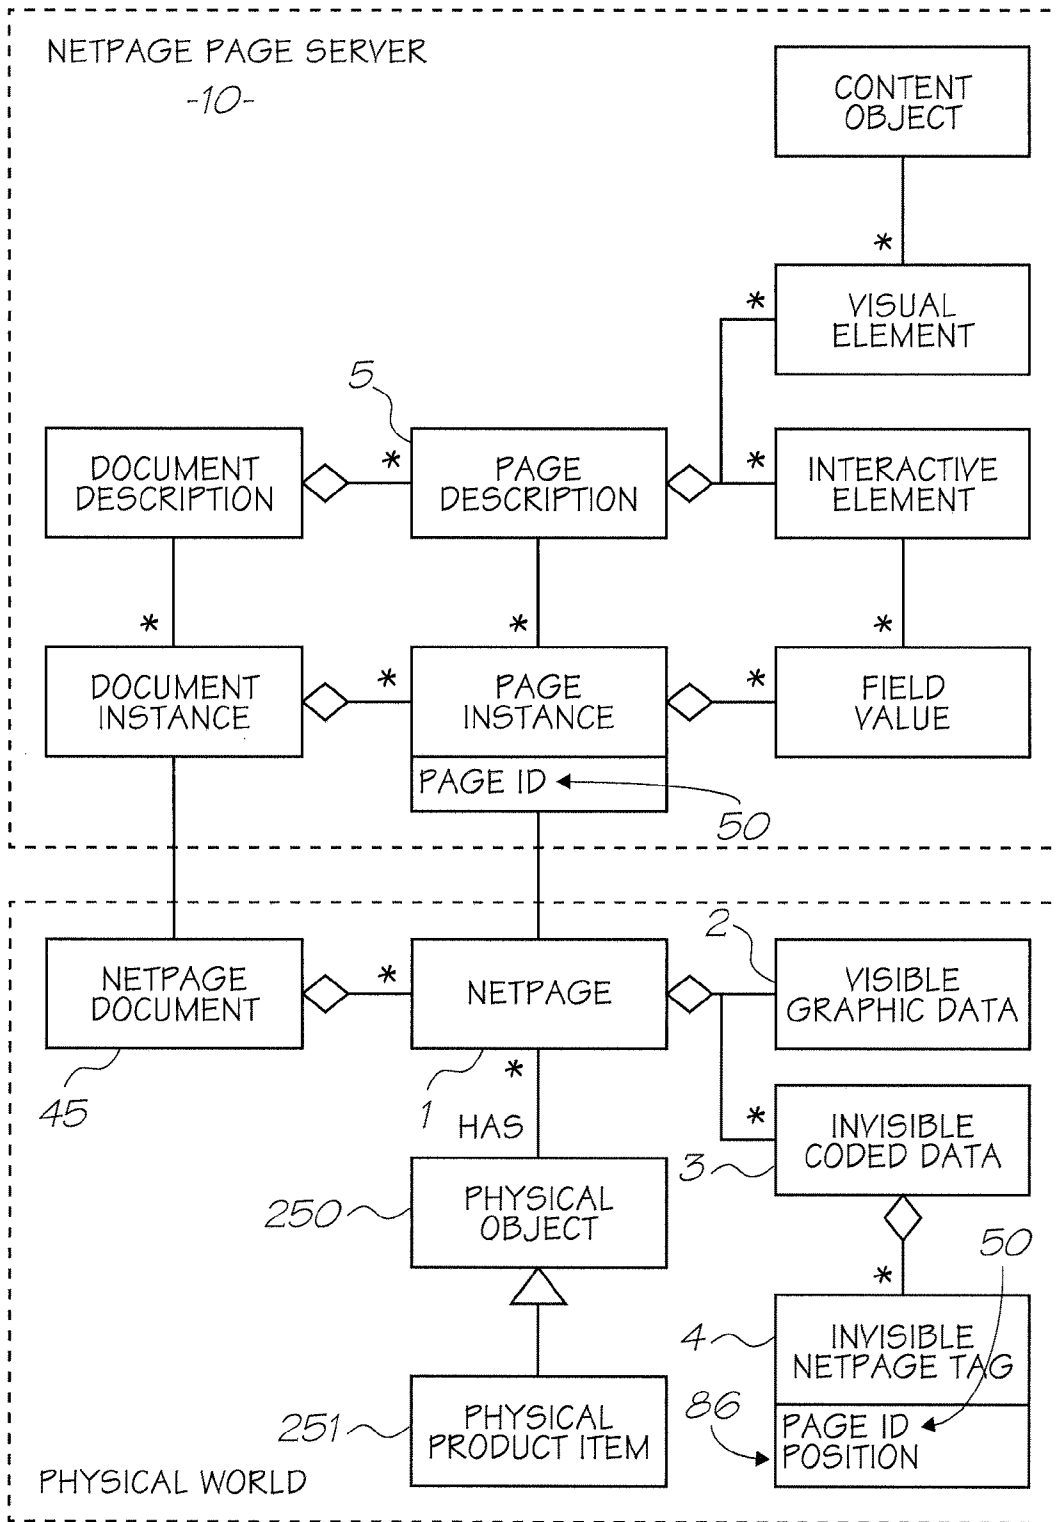 NETPAGE PAGE SERVER
-10-
CONTENT
OBJECT
*
*
VISUAL
ELEMENT
5
DOCUMENT
DESCRIPTION
*
PAGE
DESCRIPTION
*
INTERACTIVE
ELEMENT
*
*
*
DOCUMENT
INSTANCE
*
PAGE
INSTANCE
*
FIELD
VALUE
PAGE ID
50
2
NETPAGE
DOCUMENT
*
NETPAGE
VISIBLE
GRAPHIC DATA
45
1
*
HAS
*
INVISIBLE
CODED DATA
3
250
PHYSICAL
OBJECT
50
*
4
INVISIBLE
NETPAGE TAG
86
PAGE ID
POSITION
251
PHYSICAL
PRODUCT ITEM
PHYSICAL WORLD